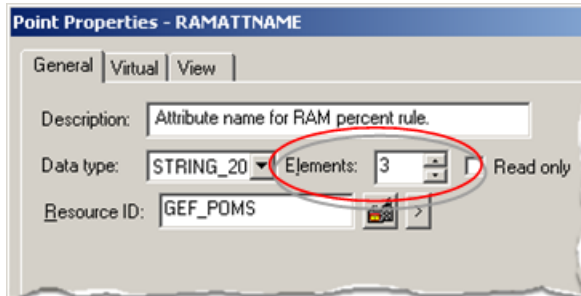 Point Properties - RAMATTNAME
General Virtual View
Description: Attribute name for RAM percent rule.
Data type: STRING_20 Elements: 3 Read only
Resource ID: GEF_POMS >